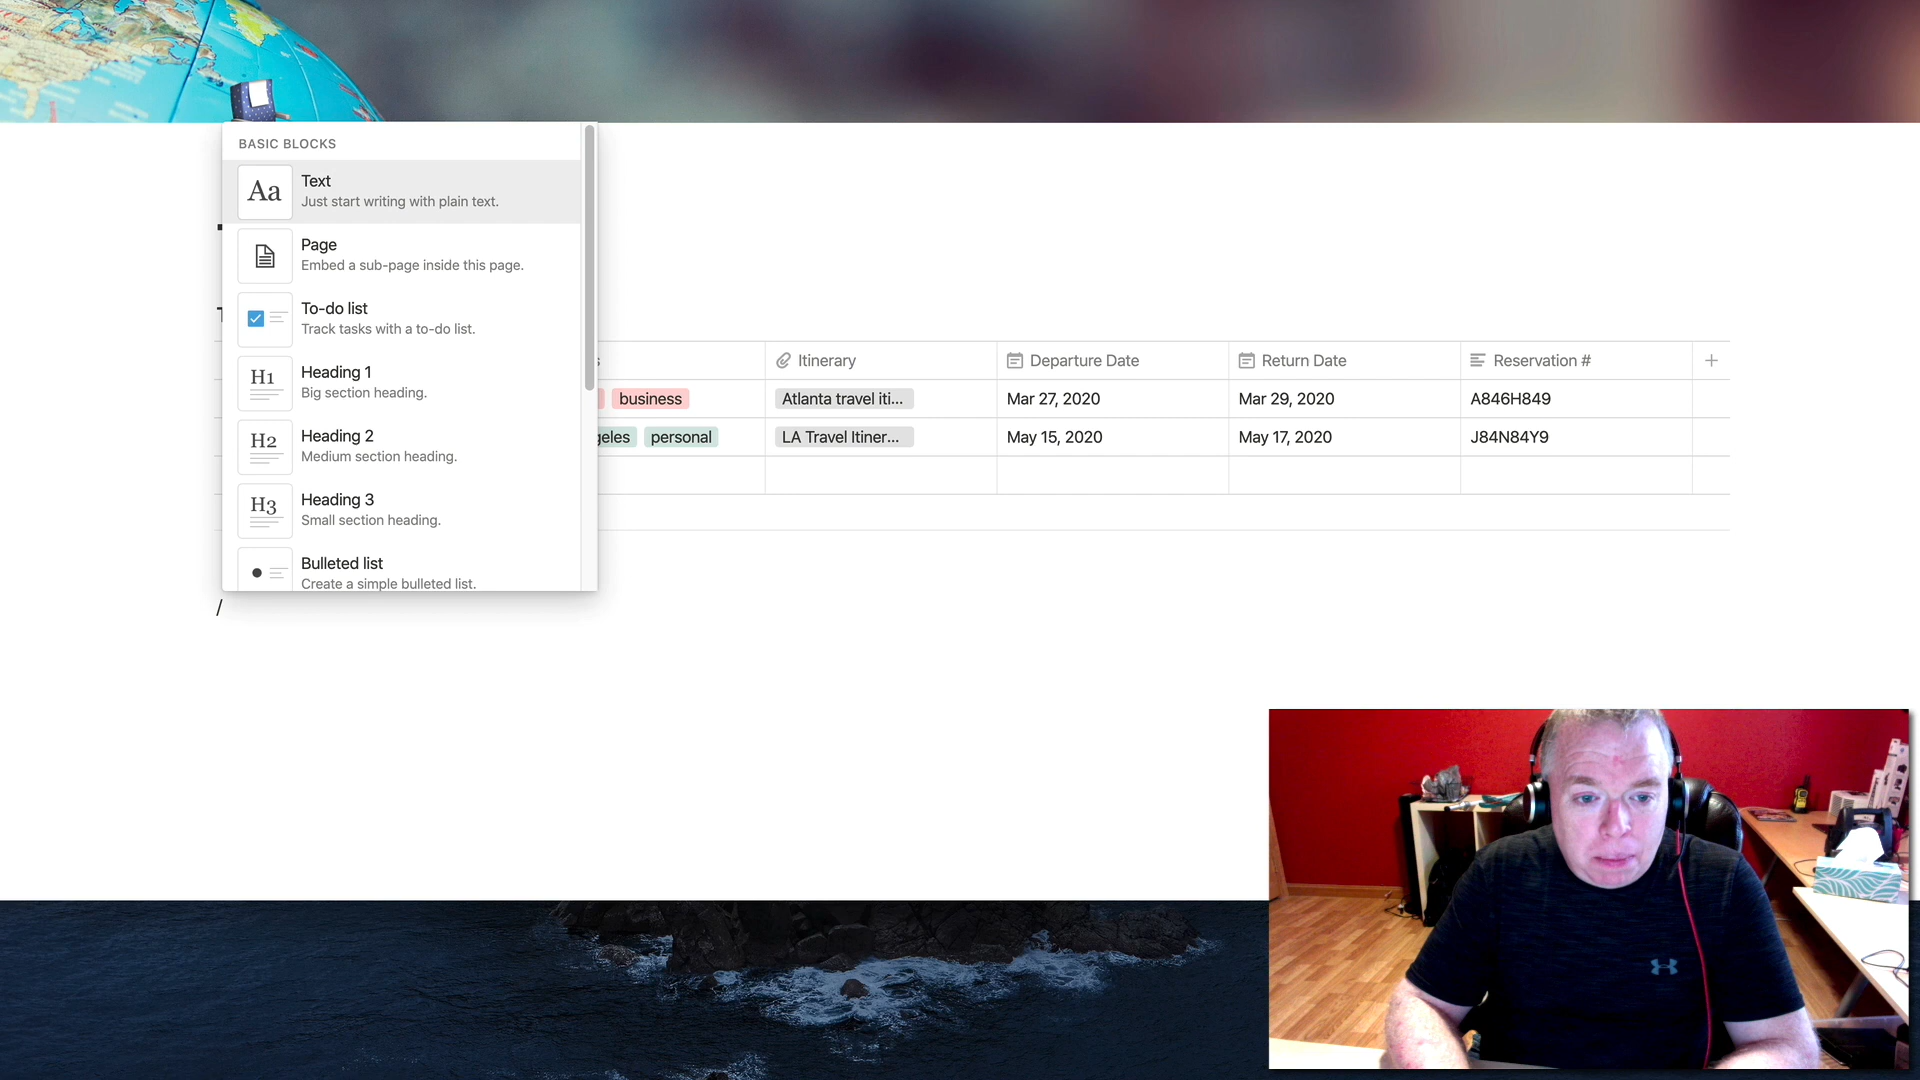 BASIC BLOCKS
Aa
Text
Just start writing with plain text.
Page
Embed a sub-page inside this page.
To-do list
Track tasks with a to-do list.
H1
Heading 1
Big section heading.
H2
Heading 2
Medium section heading.
H3
Heading 3
Small section heading.
Bulleted list
Create a simple bulleted list.
/
Itinerary Departure Date Return Date Reservation # +
business Atlanta travel iti... Mar 27, 2020 Mar 29, 2020 A846H849
geles personal LA Travel Itiner... May 15, 2020 May 17, 2020 J84N84Y9